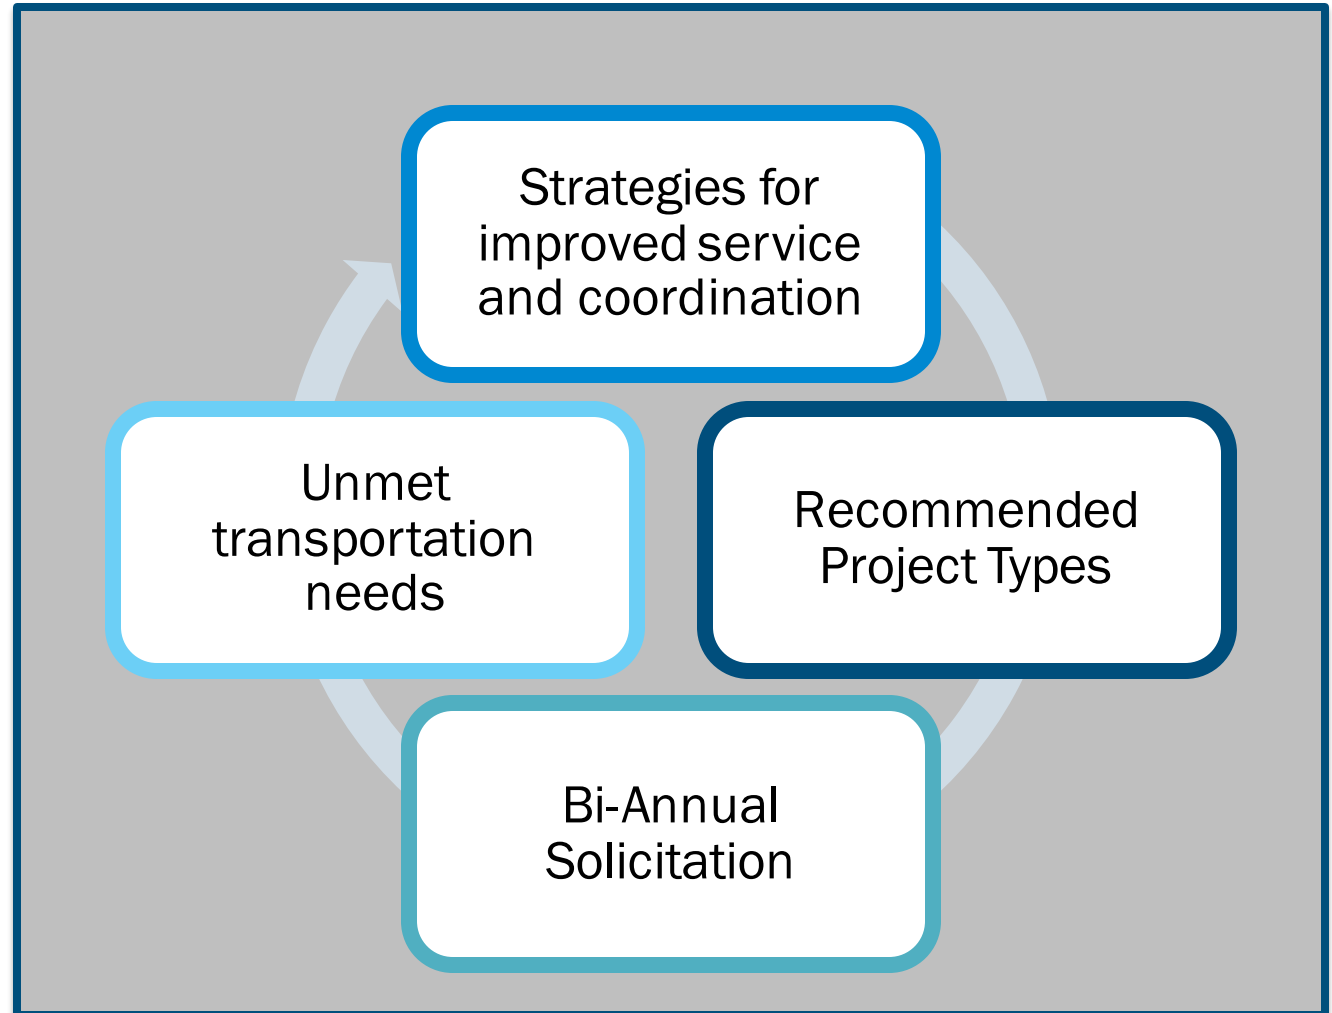 Strategies for
improved service
and coordination
Unmet
transportation
needs
Recommended
Project Types
Bi-Annual
Solicitation